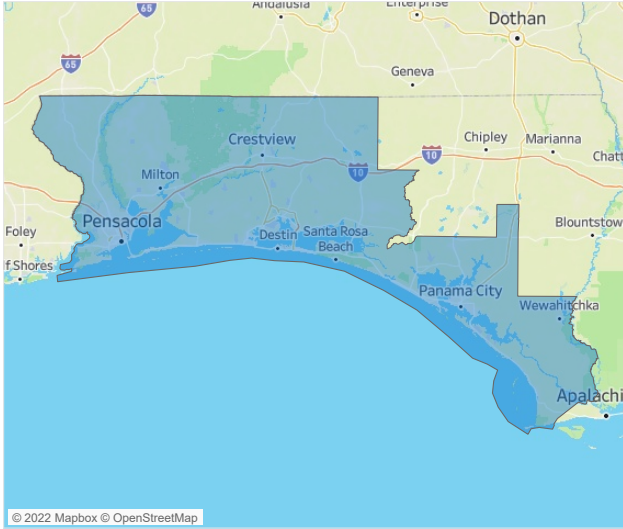 Andalusia
Enterprise
65
Dothan
65
Geneva
Crestview
Chipley
Marianna
10
10
Chatt
Milton
Pensacola
Foley
Destin
Santa Rosa
Beach
Blountstow
f Shores
Panama City
Wewahitchka
Apalachi
© 2022 Mapbox © OpenStreetMap